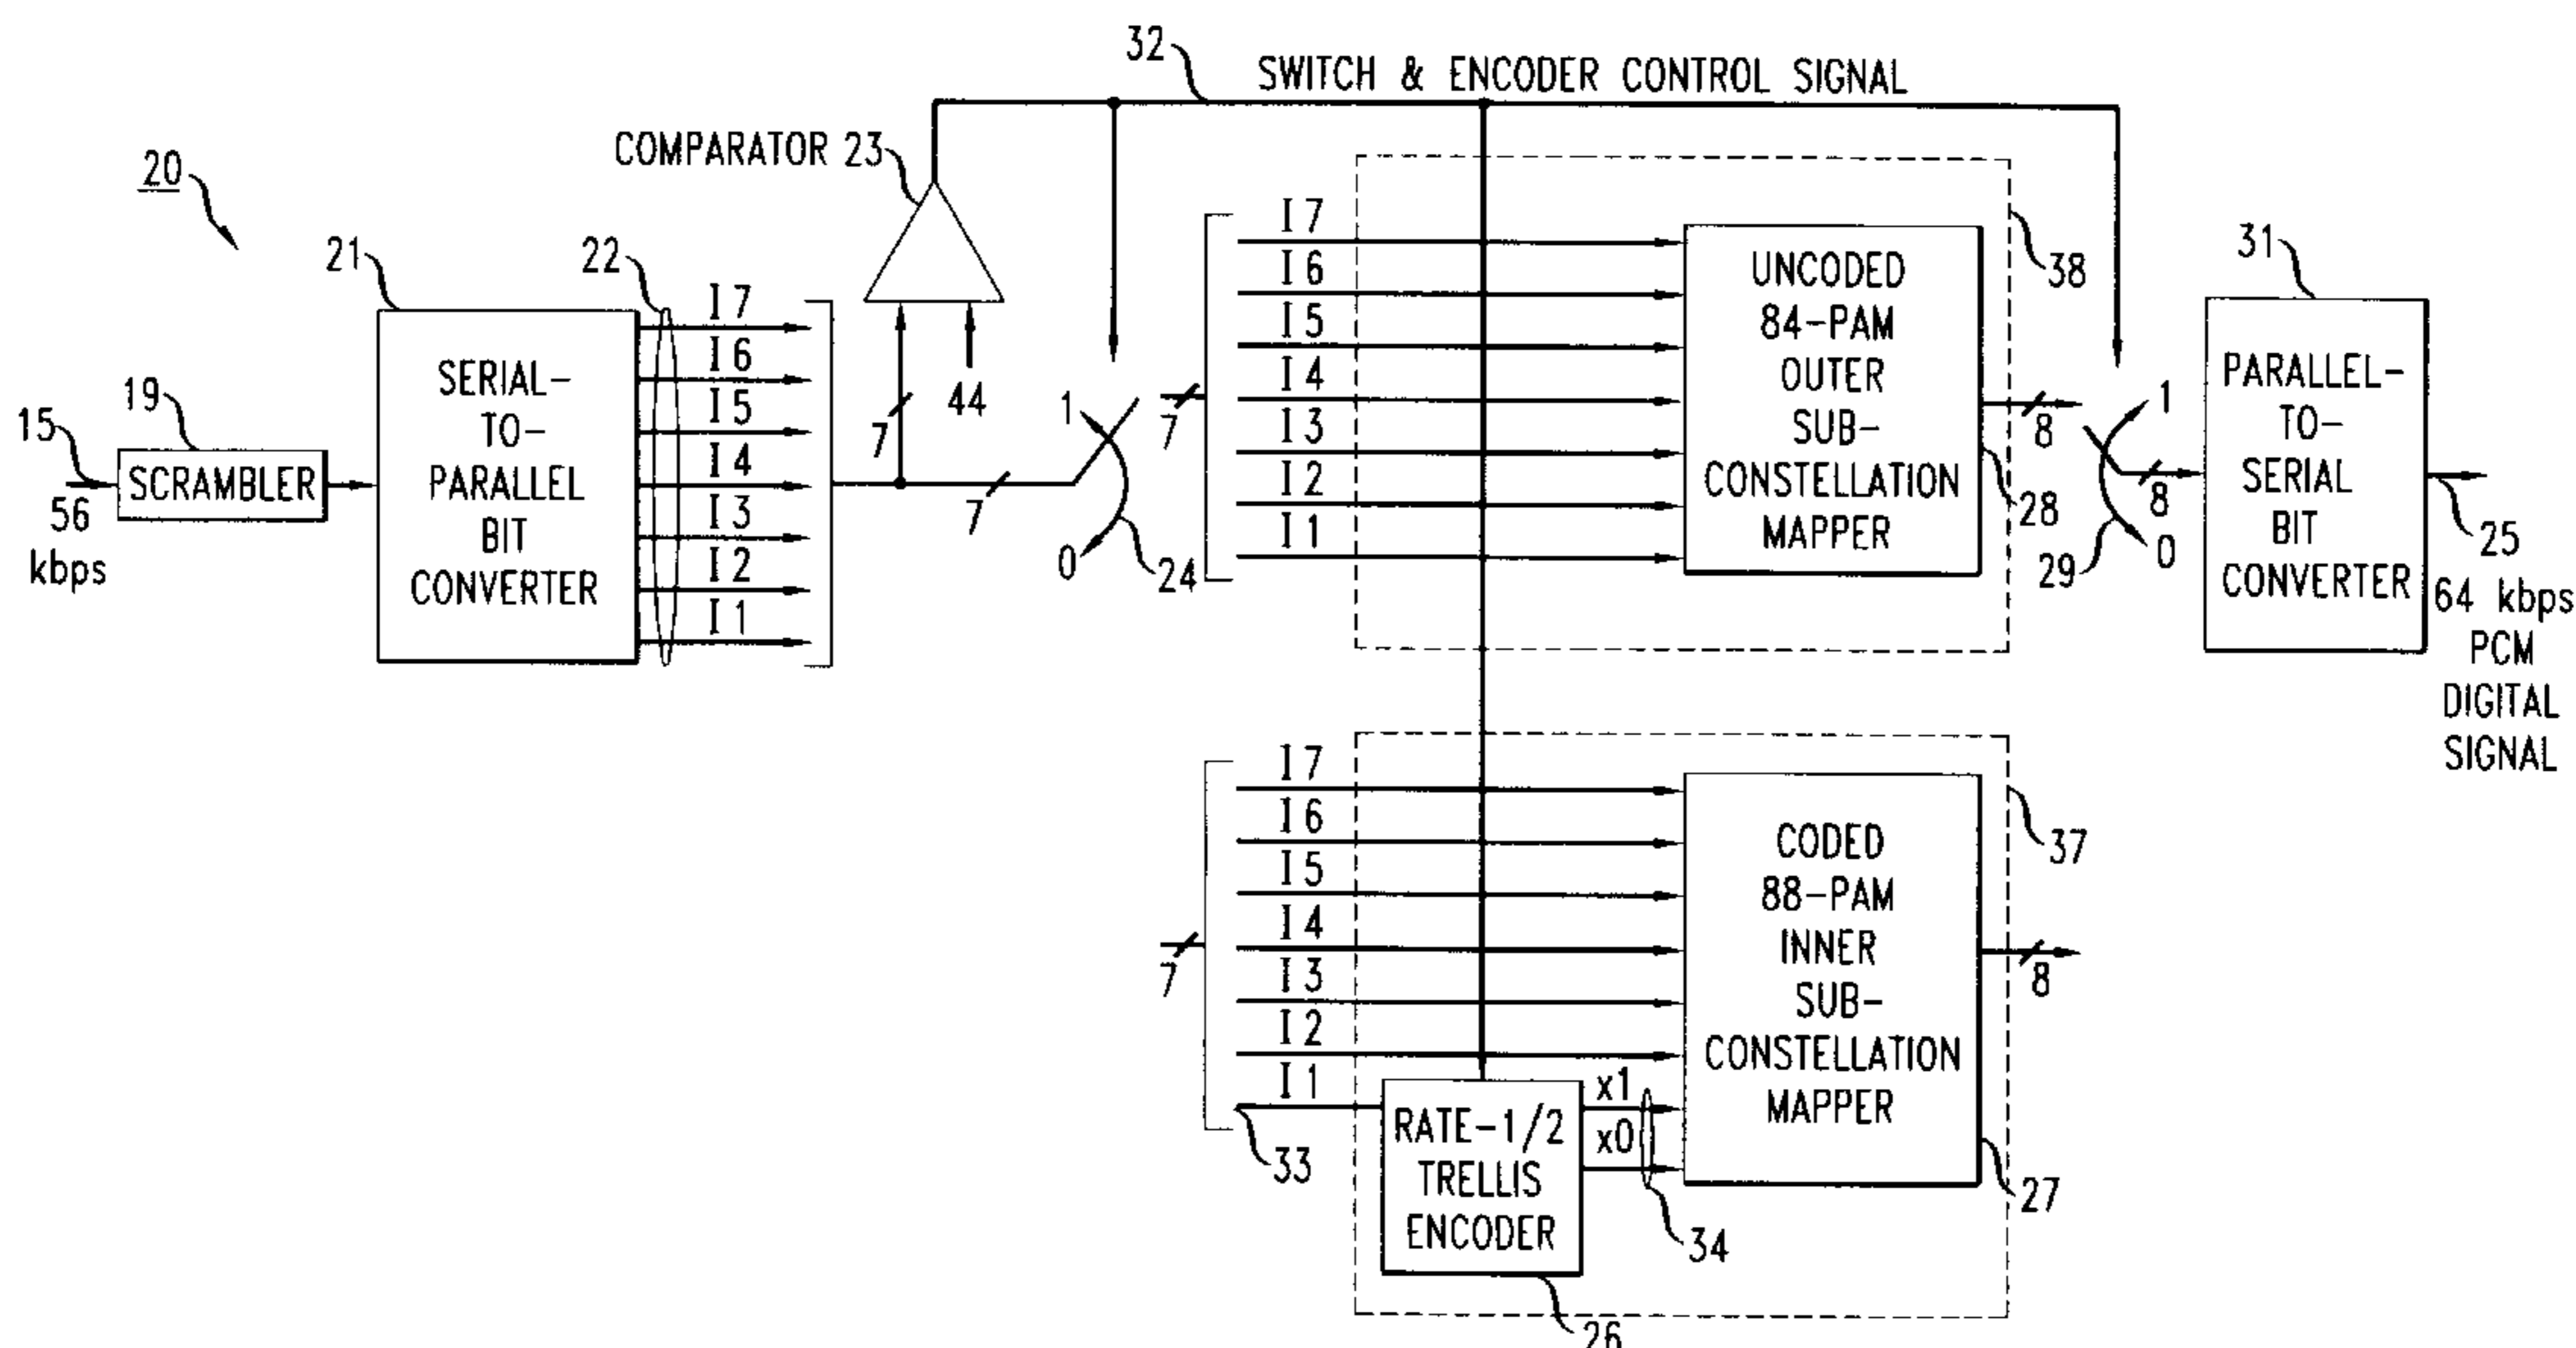 32
SWITCH & ENCODER CONTROL SIGNAL
COMPARATOR 23
20
21
22
I7
I6
I5
I4
I3
I2
I1
SERIAL-
TO-
PARALLEL
BIT
CONVERTER
15
56
kbps
19
SCRAMBLER
7
44
7
1
0
24
7
I7
I6
I5
I4
I3
I2
I1
UNCODED
84-PAM
OUTER
SUB-
CONSTELLATION
MAPPER
38
28
8
1
8
0
29
31
PARALLEL-
TO-
SERIAL
BIT
CONVERTER
25
64 kbps
PCM
DIGITAL
SIGNAL
7
I7
I6
I5
I4
I3
I2
I1
33
RATE-1/2
TRELLIS
ENCODER
26
x1
x0
34
CODED
88-PAM
INNER
SUB-
CONSTELLATION
MAPPER
37
27
8